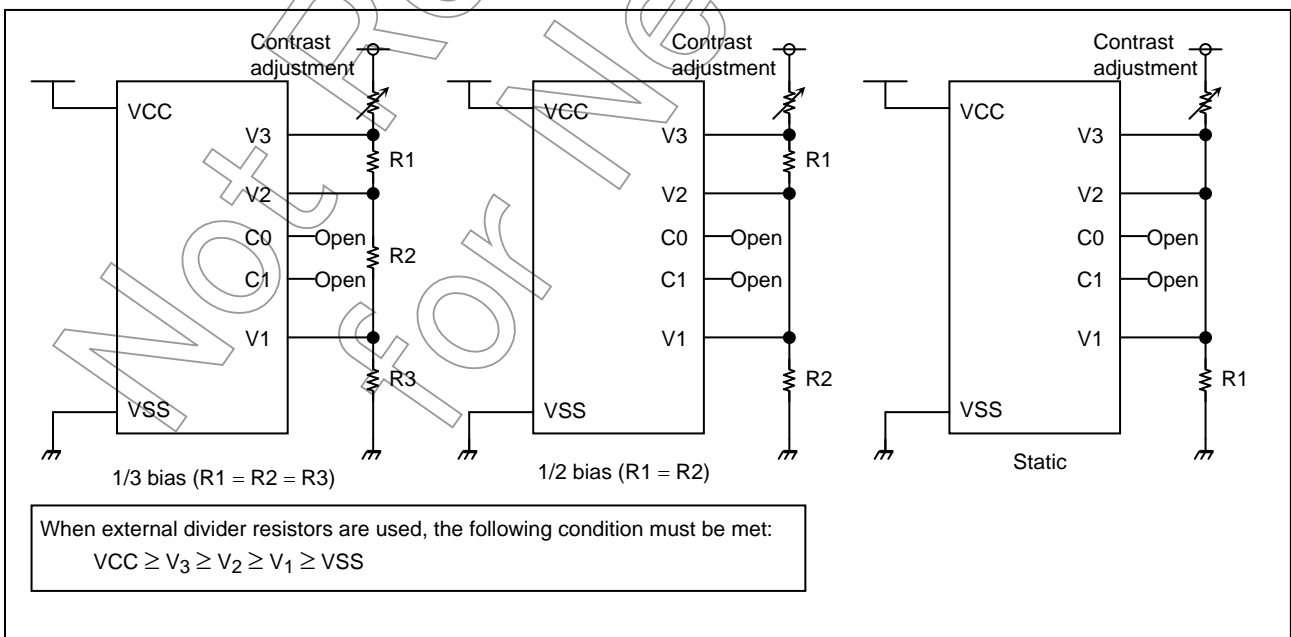 Contrast
adjustment
VCC
V3
R1
V2
C0 Open
R2
C1 Open
V1
R3
VSS
1/3 bias (R1 = R2 = R3)
Contrast
adjustment
VCC
V3
R1
V2
C0 Open
C1 Open
V1
R2
VSS
1/2 bias (R1 = R2)
Contrast
adjustment
VCC
V3
V2
C0 Open
C1 Open
V1
R1
VSS
Static
When external divider resistors are used, the following condition must be met:
VCC ≥ V3 ≥ V2 ≥ V1 ≥ VSS
Not R
for Ne